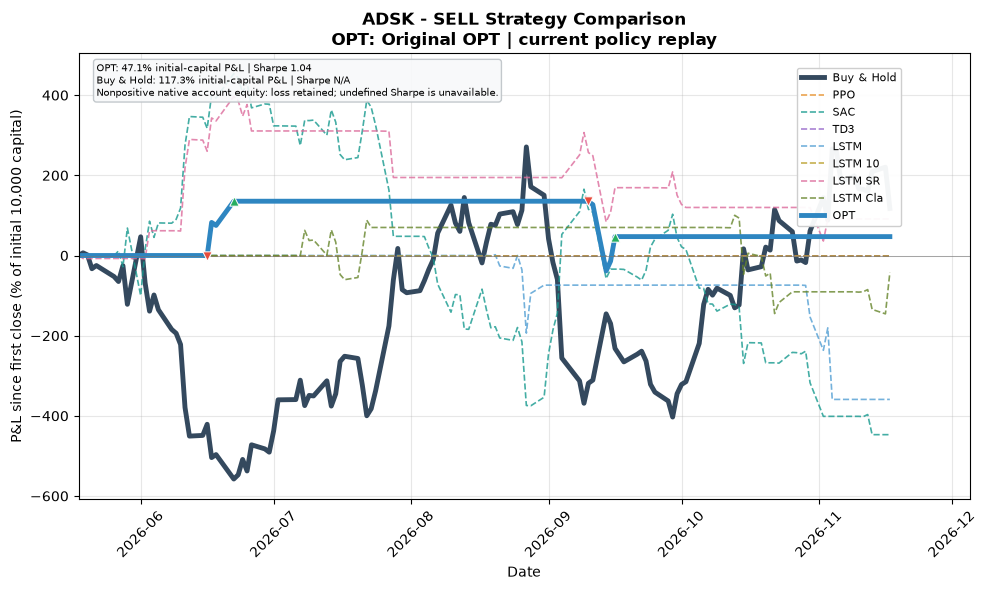 ADSK - SELL Strategy Comparison
OPT: Original OPT | current policy replay
OPT: 47.1% initial-capital P&L | Sharpe 1.04
Buy & Hold: 117.3% initial-capital P&L | Sharpe N/A
Nonpositive native account equity: loss retained; undefined Sharpe is unavailable.
Buy & Hold
PPO
SAC
TD3
LSTM
LSTM 10
LSTM SR
LSTM Cla
OPT
P&L since first close (% of initial 10,000 capital)
400
200
0
−200
−400
−600
2026-06
2026-07
2026-08
2026-09
2026-10
2026-11
2026-12
Date